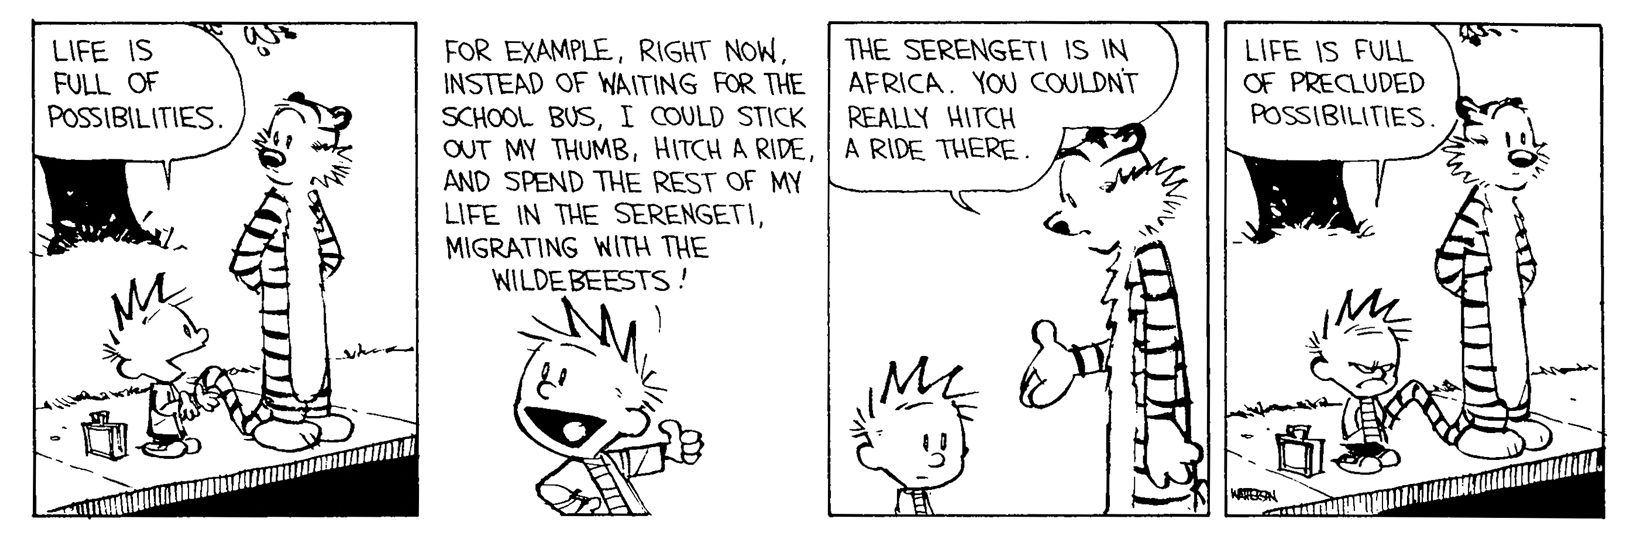 LIFE IS
FULL OF
POSSIBILITIES.
FOR EXAMPLE, RIGHT NOW,
INSTEAD OF WAITING FOR THE
SCHOOL BUS, I COULD STICK
OUT MY THUMB, HITCH A RIDE,
AND SPEND THE REST OF MY
LIFE IN THE SERENGETI,
MIGRATING WITH THE
WILDEBEESTS!
THE SERENGETI IS IN
AFRICA. YOU COULDN'T
REALLY HITCH
A RIDE THERE.
LIFE IS FULL
OF PRECLUDED
POSSIBILITIES.
WATTERSON